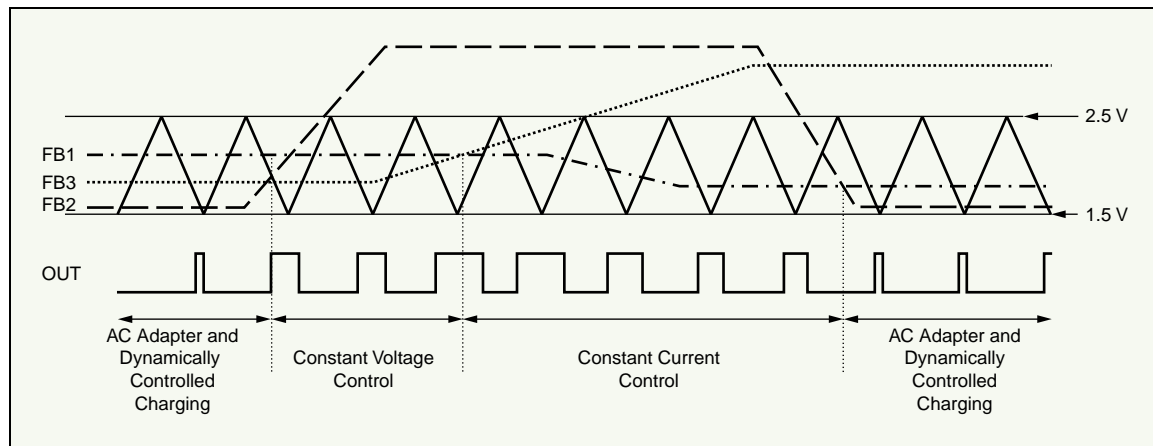 2.5 V
FB1
FB3
FB2
1.5 V
OUT
AC Adapter and
Dynamically
Controlled
Charging
Constant Voltage
Control
Constant Current
Control
AC Adapter and
Dynamically
Controlled
Charging